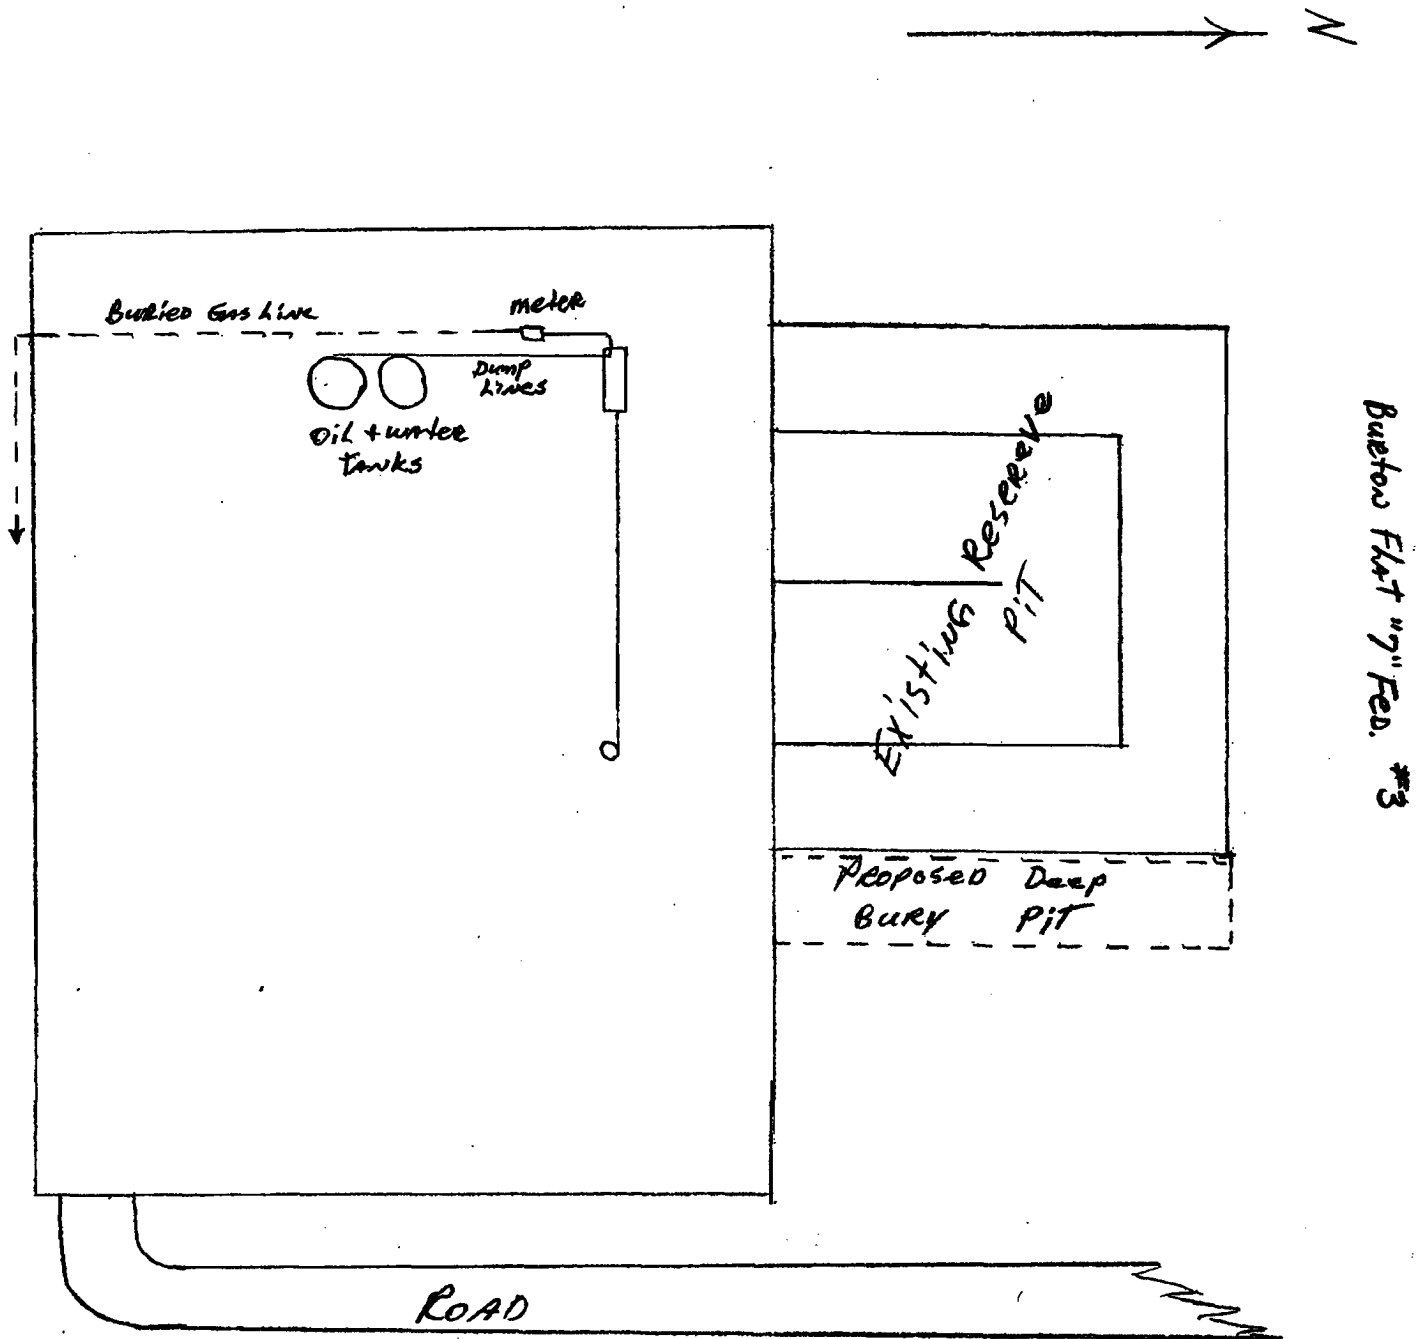 N
Buried Gas Line
meter
Dump
Lines
Oil + water
tanks
Existing Reserve
Pit
Proposed Deep
Bury Pit
Road
Burton Flat "7" Fed. #3